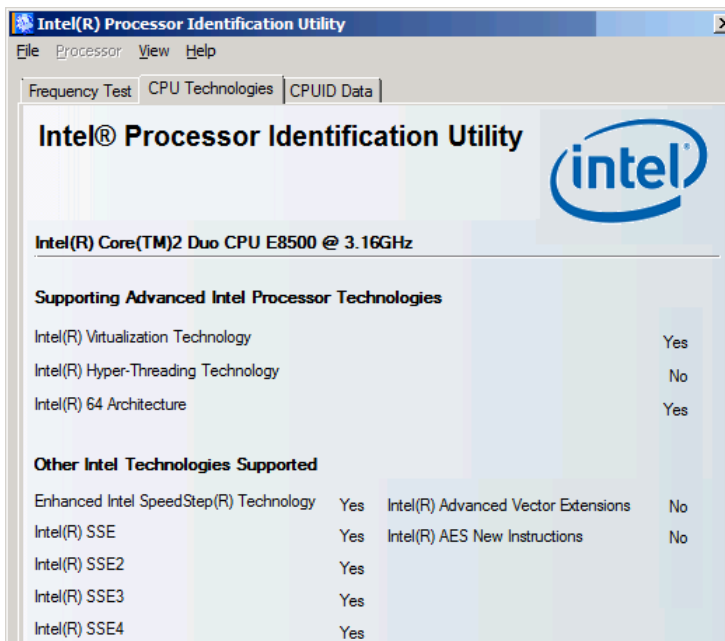 Intel(R) Processor Identification Utility
File Processor View Help
Frequency Test CPU Technologies CPUID Data
Intel® Processor Identification Utility
intel
Intel(R) Core(TM)2 Duo CPU E8500 @ 3.16GHz
Supporting Advanced Intel Processor Technologies
Intel(R) Virtualization Technology Yes
Intel(R) Hyper-Threading Technology No
Intel(R) 64 Architecture Yes
Other Intel Technologies Supported
Enhanced Intel SpeedStep(R) Technology Yes Intel(R) Advanced Vector Extensions No
Intel(R) SSE Yes Intel(R) AES New Instructions No
Intel(R) SSE2 Yes
Intel(R) SSE3 Yes
Intel(R) SSE4 Yes